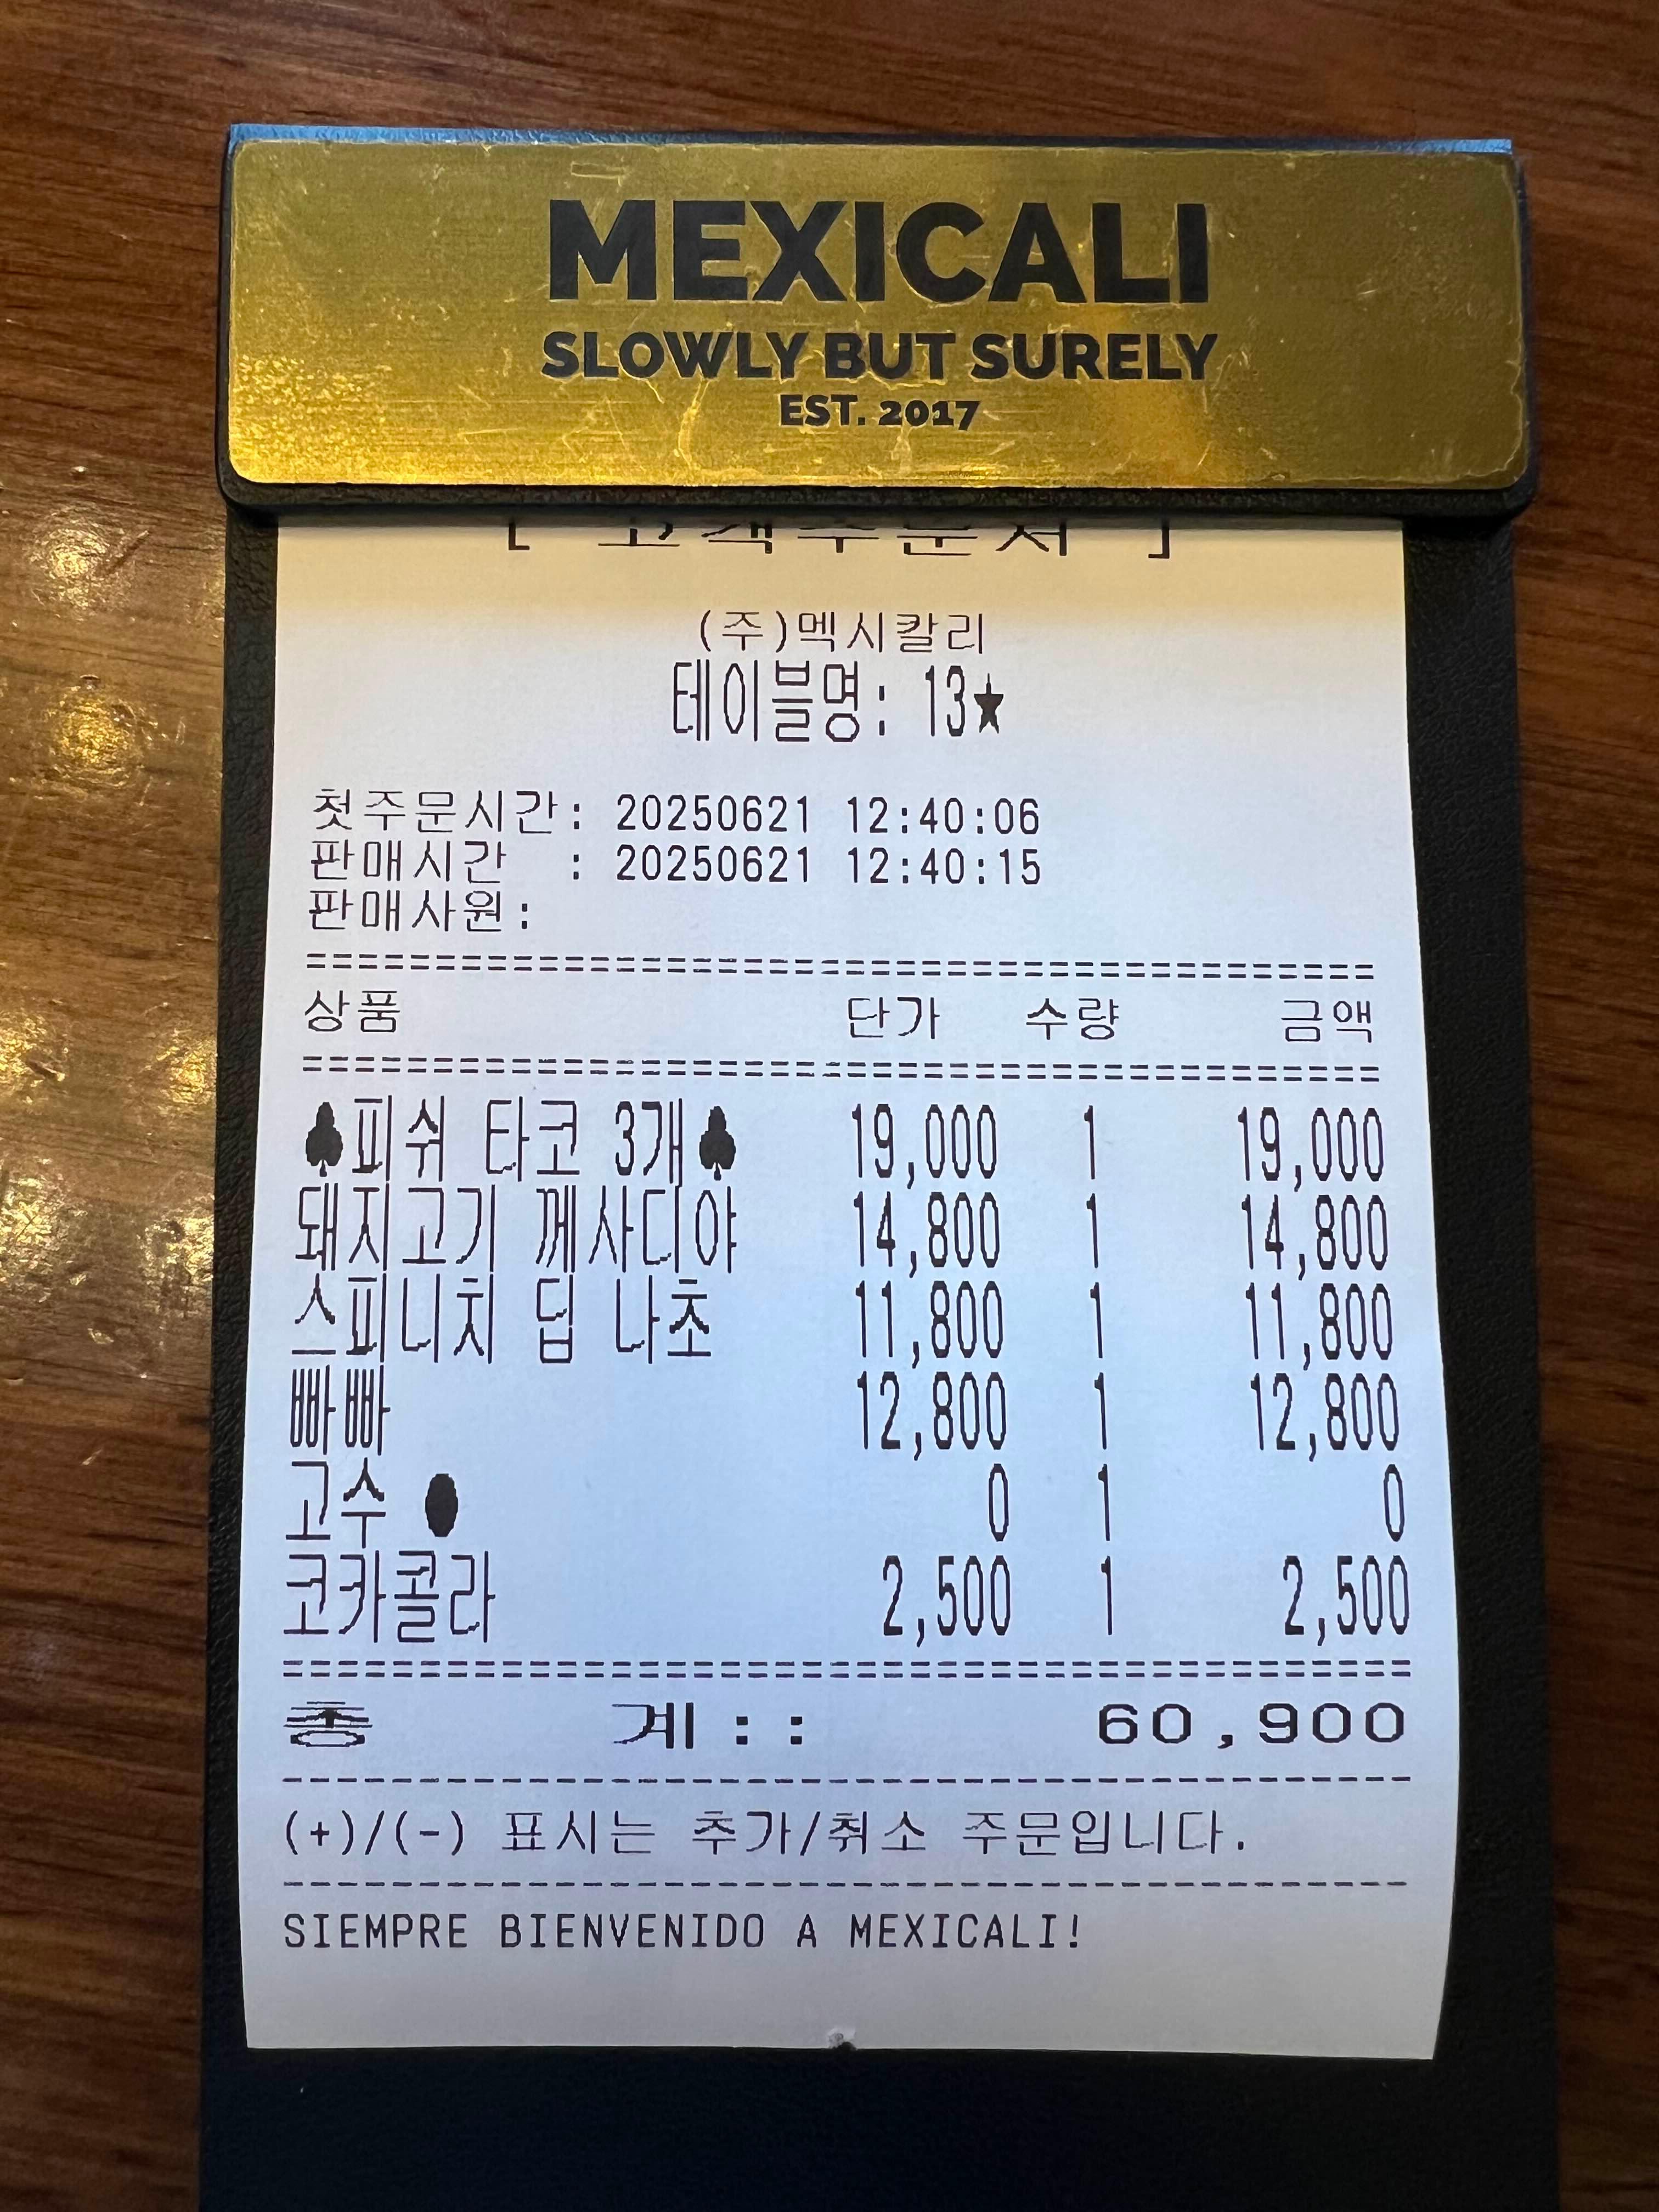 MEXICALI
SLOWLY BUT SURELY
EST. 2017
[ 고객주문서 ]
(주)멕시칼리
테이블명: 13★
첫주문시간: 20250621 12:40:06
판매시간 : 20250621 12:40:15
판매사원:
==========================================
상품 단가 수량 금액
==========================================
♣피쉬 타코 3개♣ 19,000 1 19,000
돼지고기 께사디야 14,800 1 14,800
스피니치 딥 나초 11,800 1 11,800
빠빠 12,800 1 12,800
고수 ● 0 1 0
코카콜라 2,500 1 2,500
==========================================
총 계:: 60,900
------------------------------------------
(+)/(-) 표시는 추가/취소 주문입니다.
------------------------------------------
SIEMPRE BIENVENIDO A MEXICALI!